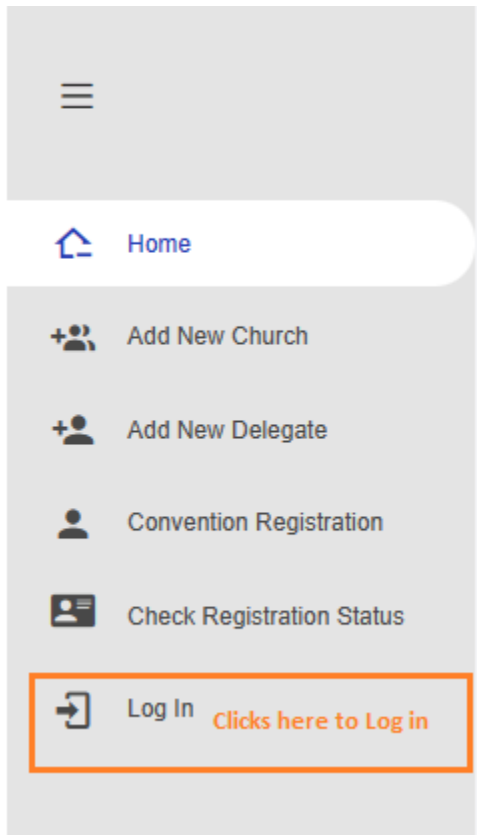 Home
Add New Church
Add New Delegate
Convention Registration
Check Registration Status
Log In Clicks here to Log in